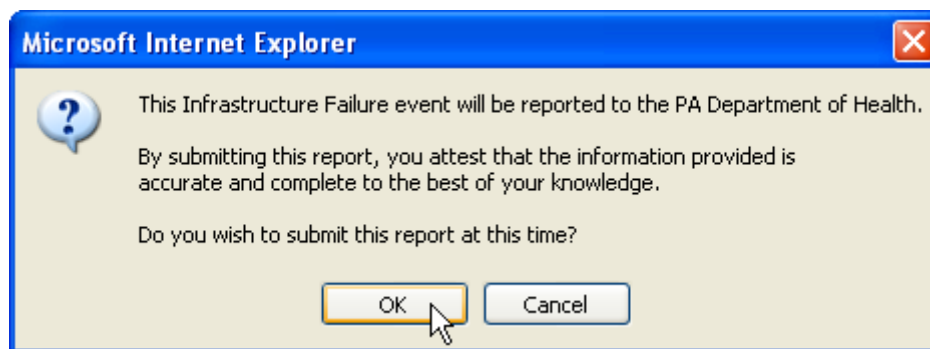 Microsoft Internet Explorer
This Infrastructure Failure event will be reported to the PA Department of Health.
By submitting this report, you attest that the information provided is
accurate and complete to the best of your knowledge.
Do you wish to submit this report at this time?
OK Cancel